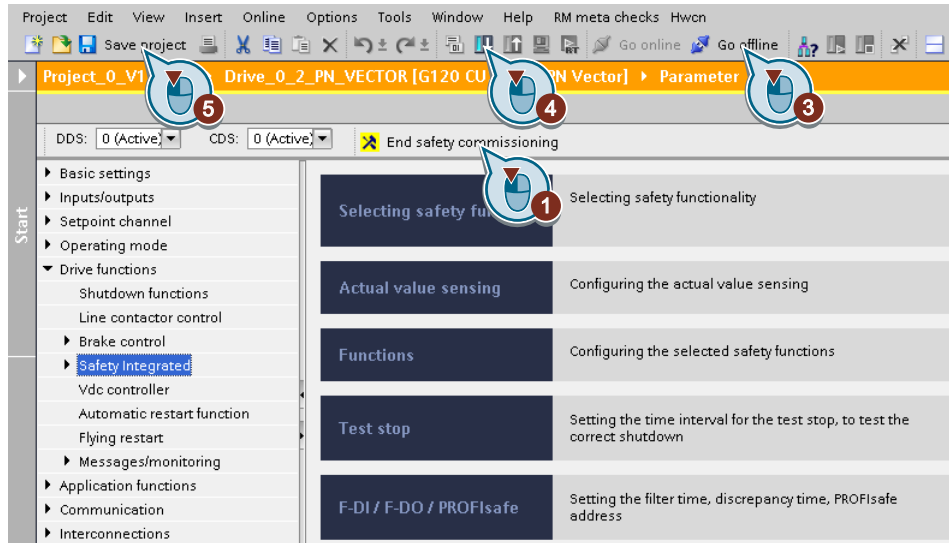 Project Edit View Insert Online Options Tools Window Help RM meta checks Hwcn
Save project Go online Go offline
Project_0_V1 Drive_0_2_PN_VECTOR [G120 CU PN Vector] Parameter
5
4
3
DDS: 0 (Active) CDS: 0 (Active) End safety commissioning
1
Start
Basic settings
Inputs/outputs
Setpoint channel
Operating mode
Drive functions
Shutdown functions
Line contactor control
Brake control
Safety Integrated
Vdc controller
Automatic restart function
Flying restart
Messages/monitoring
Application functions
Communication
Interconnections
Selecting safety
Selecting safety functionality
Actual value sensing
Configuring the actual value sensing
Functions
Configuring the selected safety functions
Test stop
Setting the time interval for the test stop, to test the
correct shutdown
F-DI / F-DO / PROFIsafe
Setting the filter time, discrepancy time, PROFIsafe
address